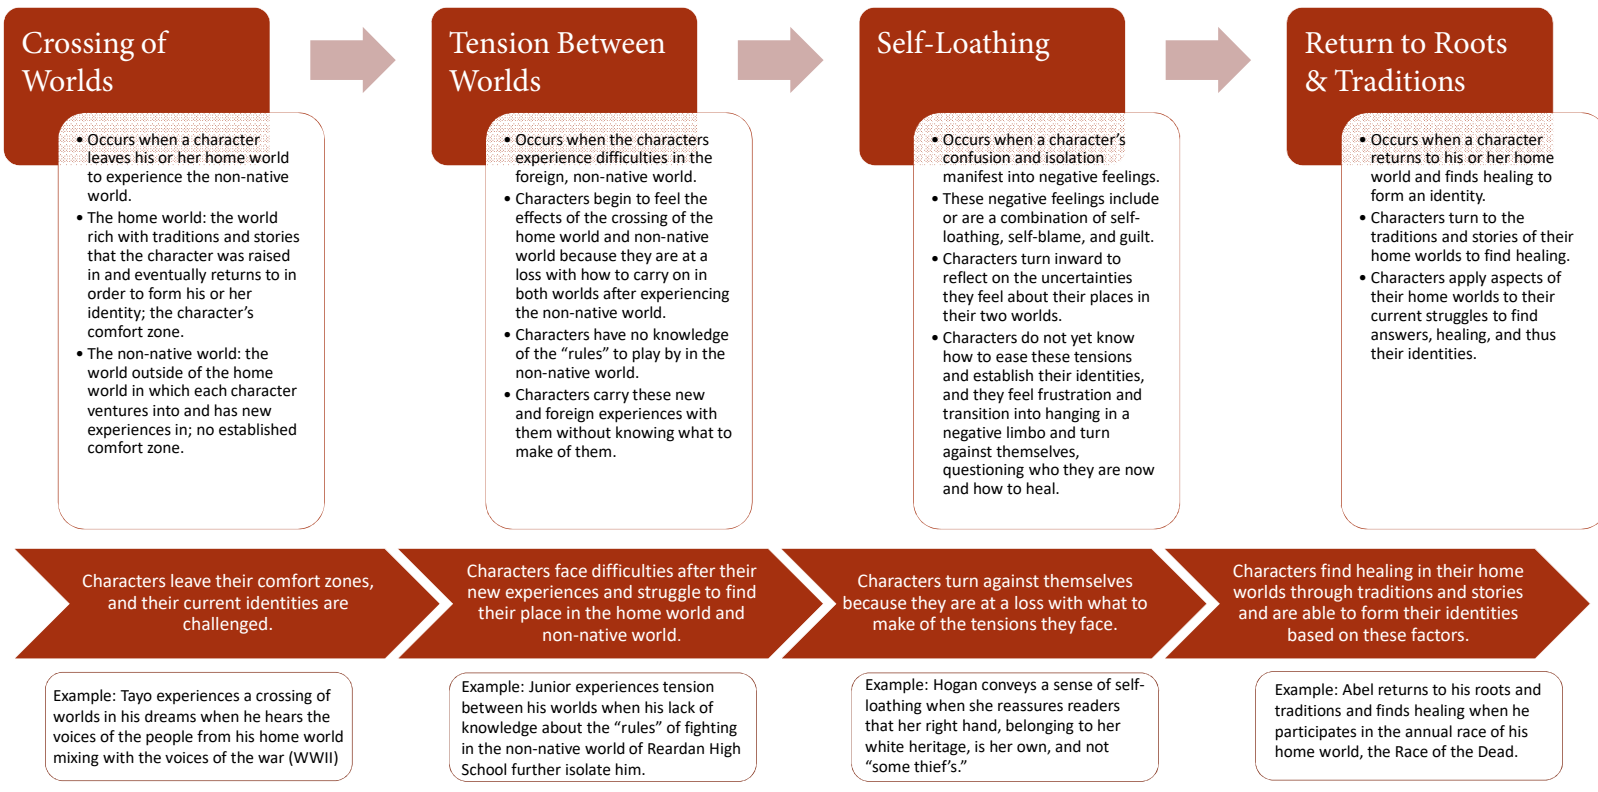 Crossing of
Worlds
• Occurs when a character
leaves his or her home world
to experience the non-native
world.
• The home world: the world
rich with traditions and stories
that the character was raised
in and eventually returns to in
order to form his or her
identity; the character’s
comfort zone.
• The non-native world: the
world outside of the home
world in which each character
ventures into and has new
experiences in; no established
comfort zone.
Tension Between
Worlds
• Occurs when the characters
experience difficulties in the
foreign, non-native world.
• Characters begin to feel the
effects of the crossing of the
home world and non-native
world because they are at a
loss with how to carry on in
both worlds after experiencing
the non-native world.
• Characters have no knowledge
of the “rules” to play by in the
non-native world.
• Characters carry these new
and foreign experiences with
them without knowing what to
make of them.
Self-Loathing
• Occurs when a character’s
confusion and isolation
manifest into negative feelings.
• These negative feelings include
or are a combination of self-
loathing, self-blame, and guilt.
• Characters turn inward to
reflect on the uncertainties
they feel about their places in
their two worlds.
• Characters do not yet know
how to ease these tensions
and establish their identities,
and they feel frustration and
transition into hanging in a
negative limbo and turn
against themselves,
questioning who they are now
and how to heal.
Return to Roots
& Traditions
• Occurs when a character
returns to his or her home
world and finds healing to
form an identity.
• Characters turn to the
traditions and stories of their
home worlds to find healing.
• Characters apply aspects of
their home worlds to their
current struggles to find
answers, healing, and thus
their identities.
Characters leave their comfort zones,
and their current identities are
challenged.
Characters face difficulties after their
new experiences and struggle to find
their place in the home world and
non-native world.
Characters turn against themselves
because they are at a loss with what to
make of the tensions they face.
Characters find healing in their home
worlds through traditions and stories
and are able to form their identities
based on these factors.
Example: Tayo experiences a crossing of
worlds in his dreams when he hears the
voices of the people from his home world
mixing with the voices of the war (WWII)
Example: Junior experiences tension
between his worlds when his lack of
knowledge about the “rules” of fighting
in the non-native world of Reardan High
School further isolate him.
Example: Hogan conveys a sense of self-
loathing when she reassures readers
that her right hand, belonging to her
white heritage, is her own, and not
“some thief’s.”
Example: Abel returns to his roots and
traditions and finds healing when he
participates in the annual race of his
home world, the Race of the Dead.